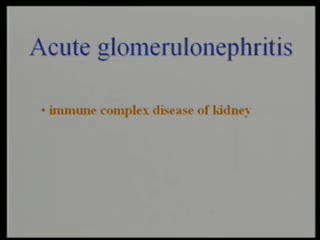 Acute glomerulonephritis
• immune complex disease of kidney